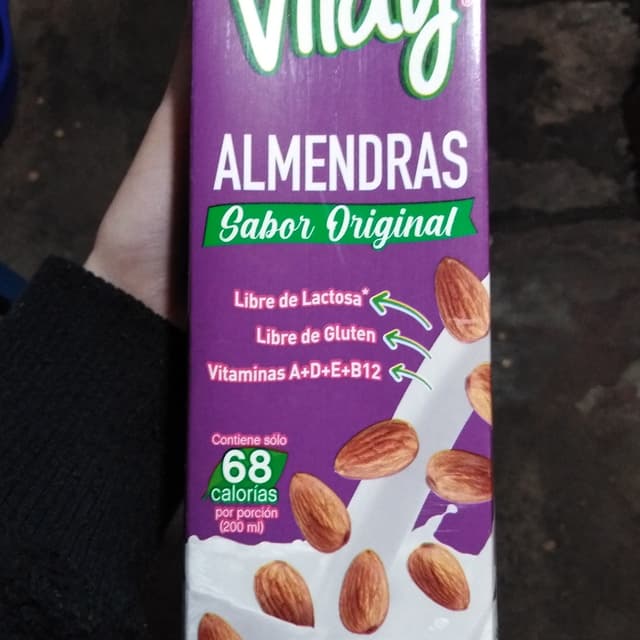 Vilay
ALMENDRAS
Sabor Original
Libre de Lactosa*
Libre de Gluten
Vitaminas A+D+E+B12
Contiene sólo
68
calorías
por porción
(200 ml)